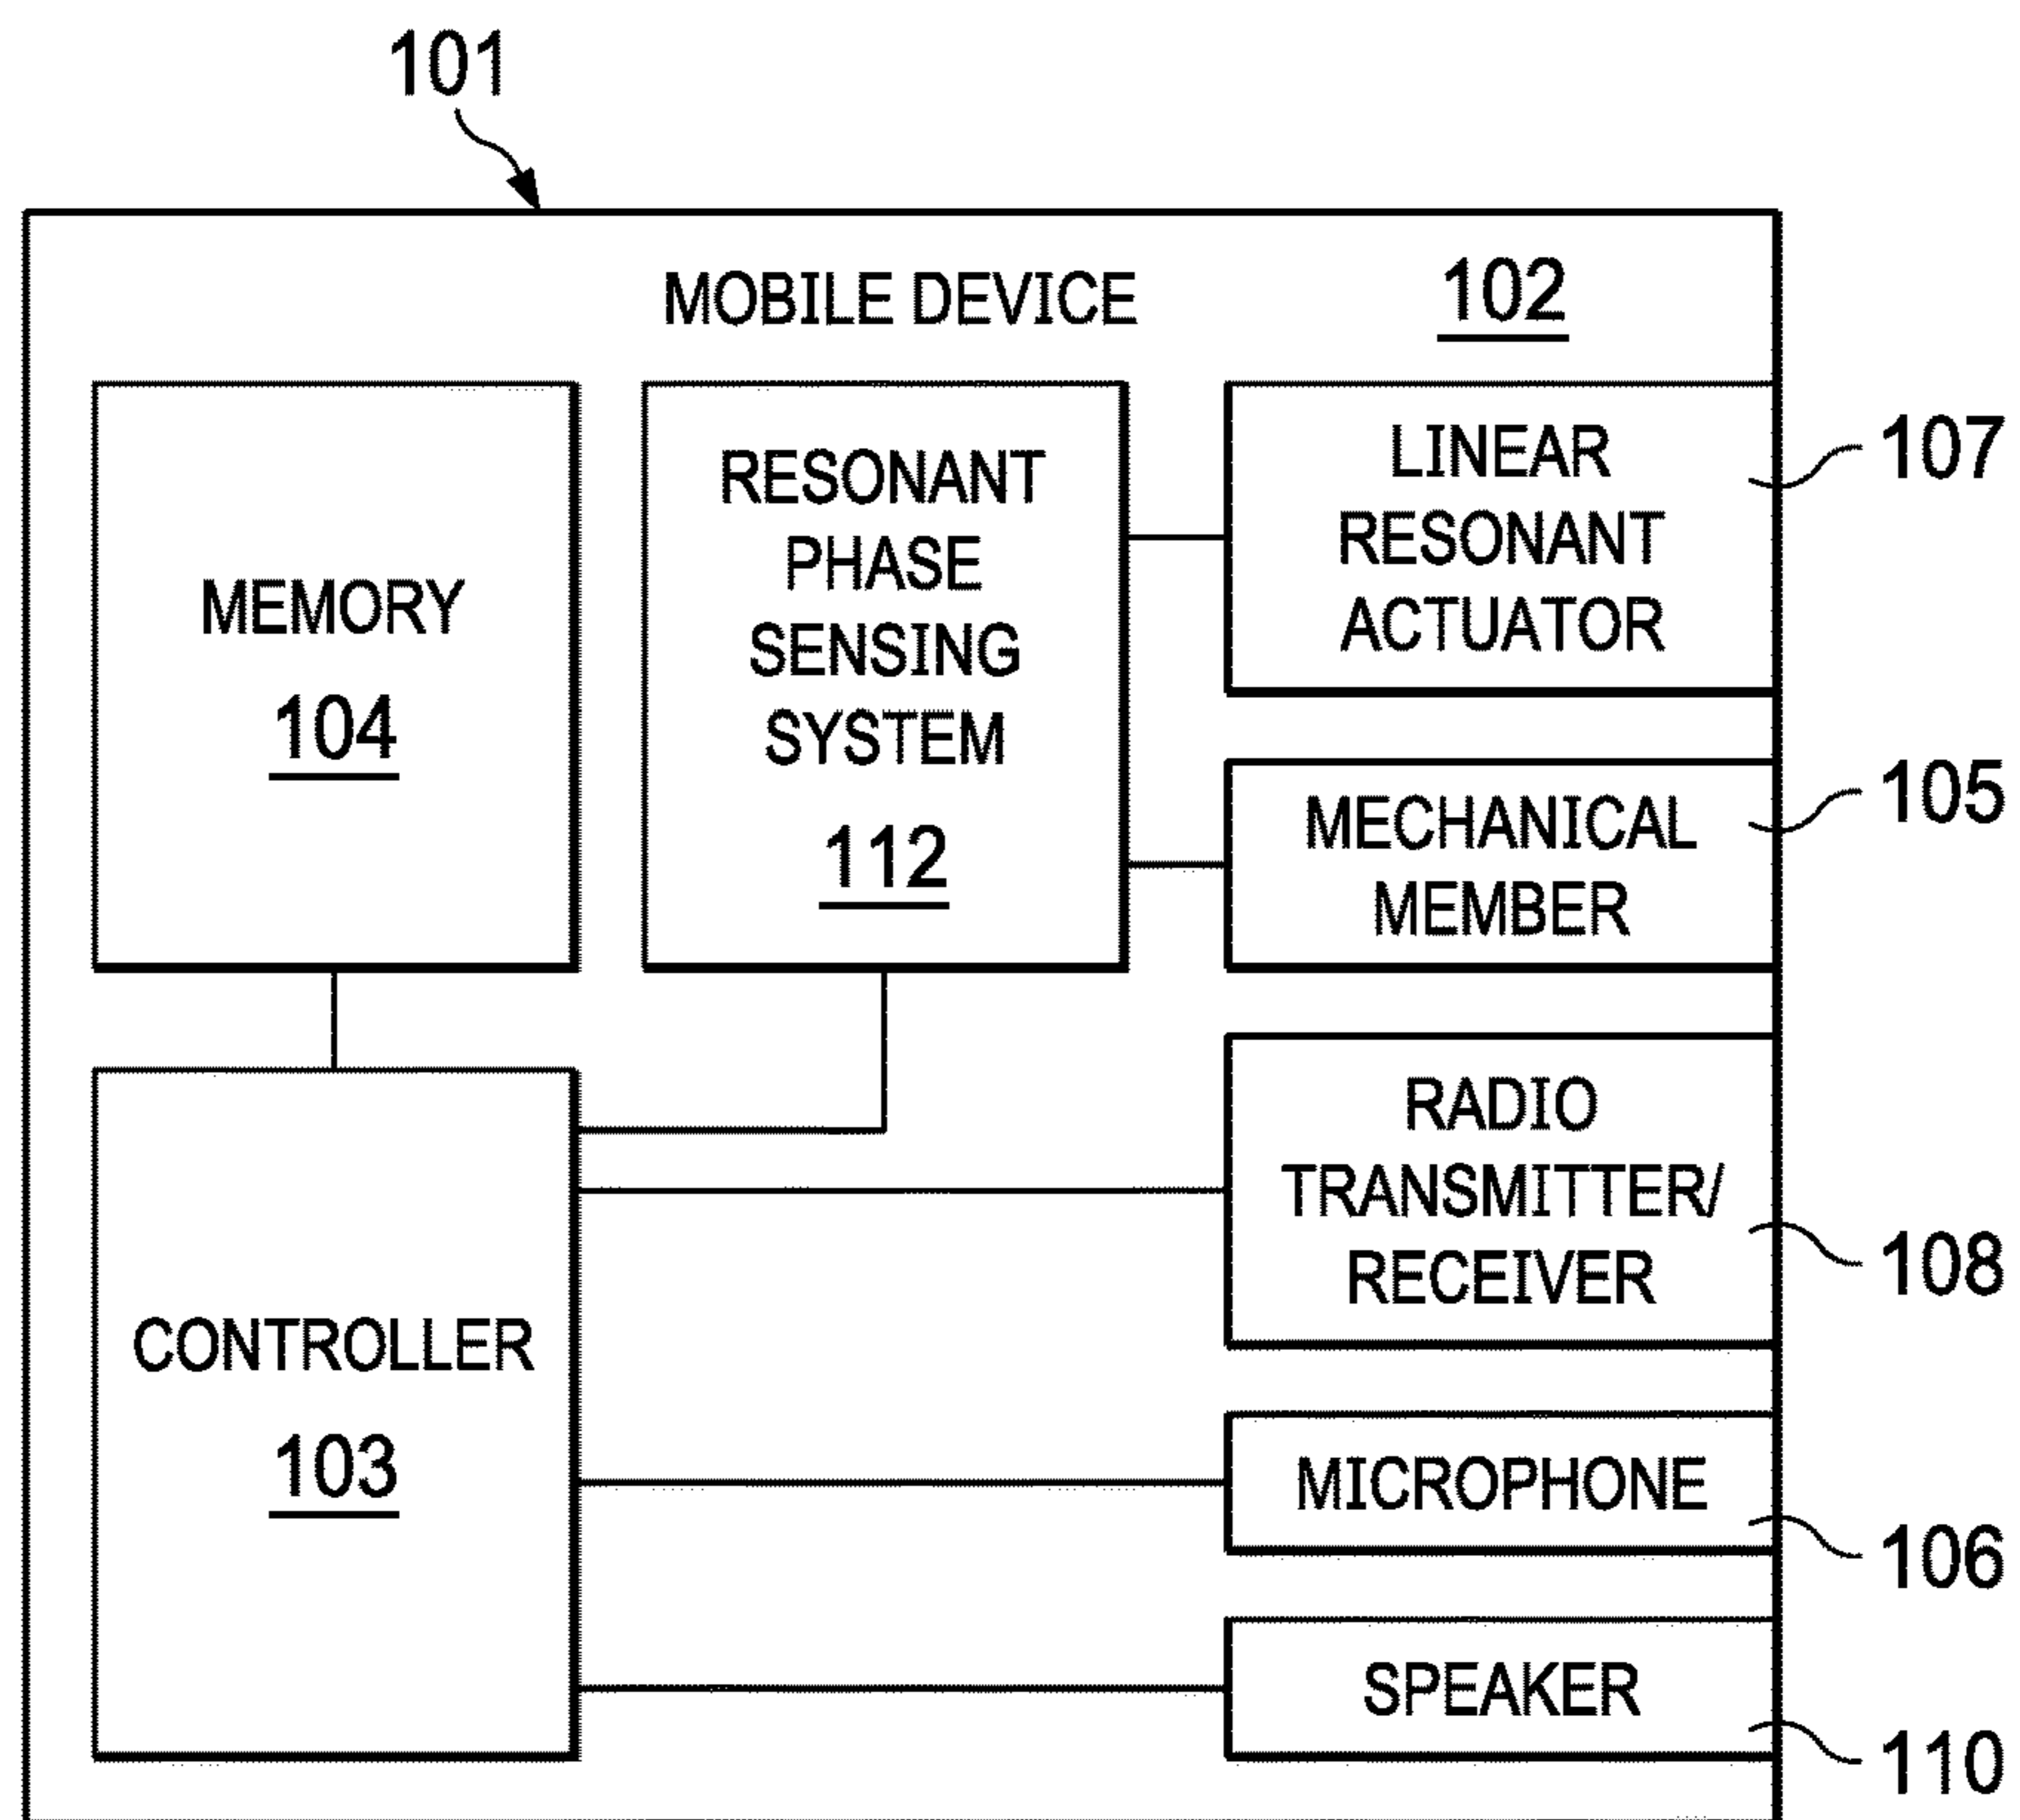 101
MOBILE DEVICE
102
MEMORY
104
RESONANT
PHASE
SENSING
SYSTEM
112
LINEAR
RESONANT
ACTUATOR
107
MECHANICAL
MEMBER
105
CONTROLLER
103
RADIO
TRANSMITTER/
RECEIVER
108
MICROPHONE
106
SPEAKER
110